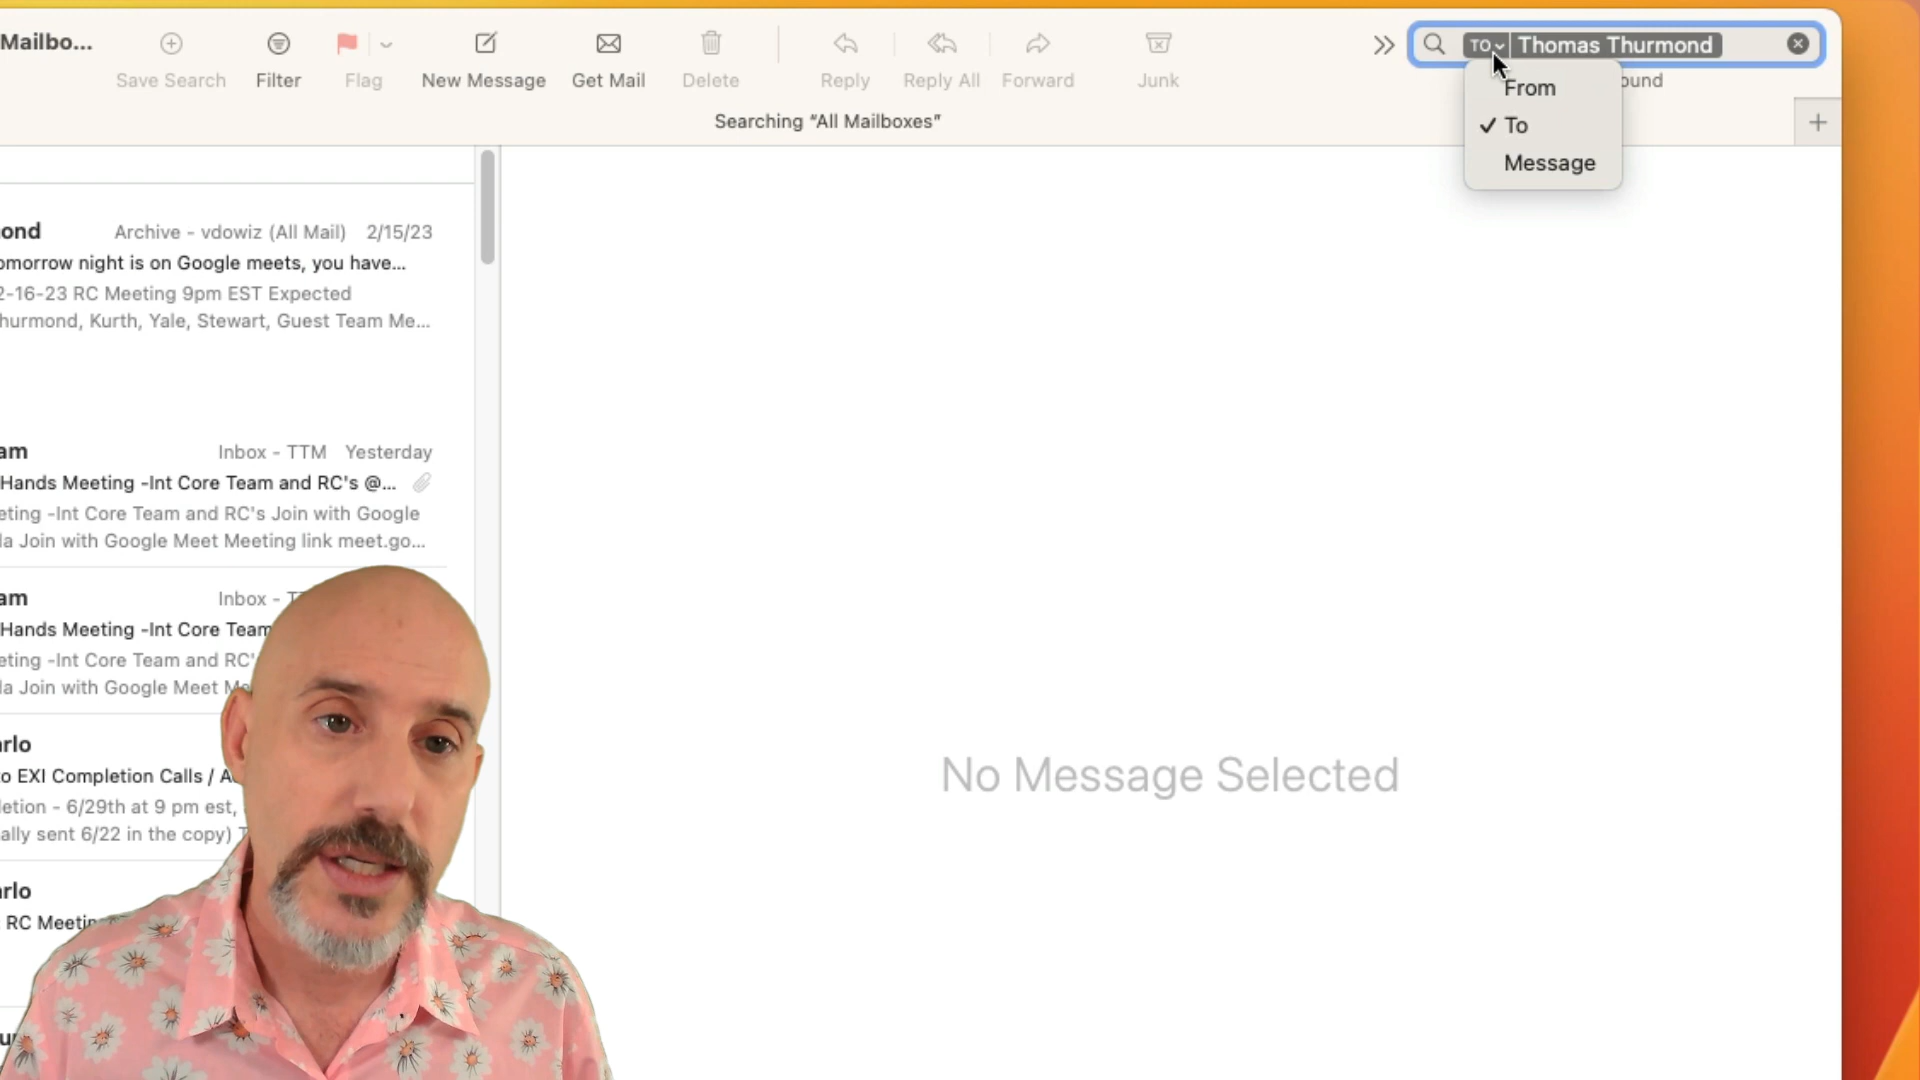 Mailbo...
Save Search
Filter
Flag
New Message
Get Mail
Delete
Reply
Reply All
Forward
Junk
TO
Thomas Thurmond
ound
From
✓ To
Message
Searching “All Mailboxes”
ond Archive - vdowiz (All Mail) 2/15/23
omorrow night is on Google meets, you have...
2-16-23 RC Meeting 9pm EST Expected
hurmond, Kurth, Yale, Stewart, Guest Team Me...
am Inbox - TTM Yesterday
Hands Meeting -Int Core Team and RC's @...
eting -Int Core Team and RC's Join with Google
la Join with Google Meet Meeting link meet.go...
am Inbox -
Hands Meeting -Int Core Team
eting -Int Core Team and RC'
la Join with Google Meet
arlo
to EXI Completion Calls /
letion - 6/29th at 9 pm est,
ally sent 6/22 in the copy)
arlo
RC Meetin
No Message Selected